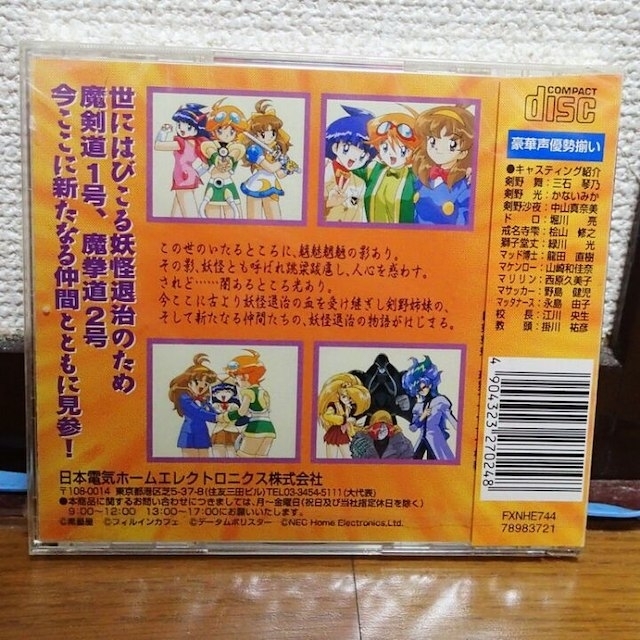 世にはびこる妖怪退治のため
魔剣道1号、魔拳道2号
今ここに新たなる仲間とともに見参！
COMPACT
disc
豪華声優勢揃い
●キャスティング紹介
剣野　舞：三石　琴乃
剣野　光：かないみか
剣野沙夜：中山真奈美
ドロ：堀川　亮
戒名寺雫：桧山　修之
獅子堂丈：緑川　光
マッド博士：龍田　直樹
マケンロー：山崎和佳奈
マリリン：西原久美子
マサッカー：野島　健児
マッタナース：永島　由子
校長：江川　央生
教頭：掛川　祐彦
この世のいたるところに、魑魅魍魎の影あり。
その影、妖怪とも呼ばれ跳梁跋扈し、人心を惑わす。
されど……闇あるところ光あり。
今ここに古より妖怪退治の血を受け継ぎし剣野姉妹の、
そして新たなる仲間たちの、妖怪退治の物語がはじまる。
日本電気ホームエレクトロニクス株式会社
〒108-0014　東京都港区芝5-37-8(住友三田ビル)TEL03-3454-5111(大代表)
●本商品に関するお問い合わせにつきましては、月〜金曜日(祝日及び当社指定休日を除く)
9:00〜12:00　13:00〜17:00にお願いいたします。
©フィルインカフェ　©データムポリスター　©NEC Home Electronics,Ltd.
4904323270248
FXNHE744
78983721